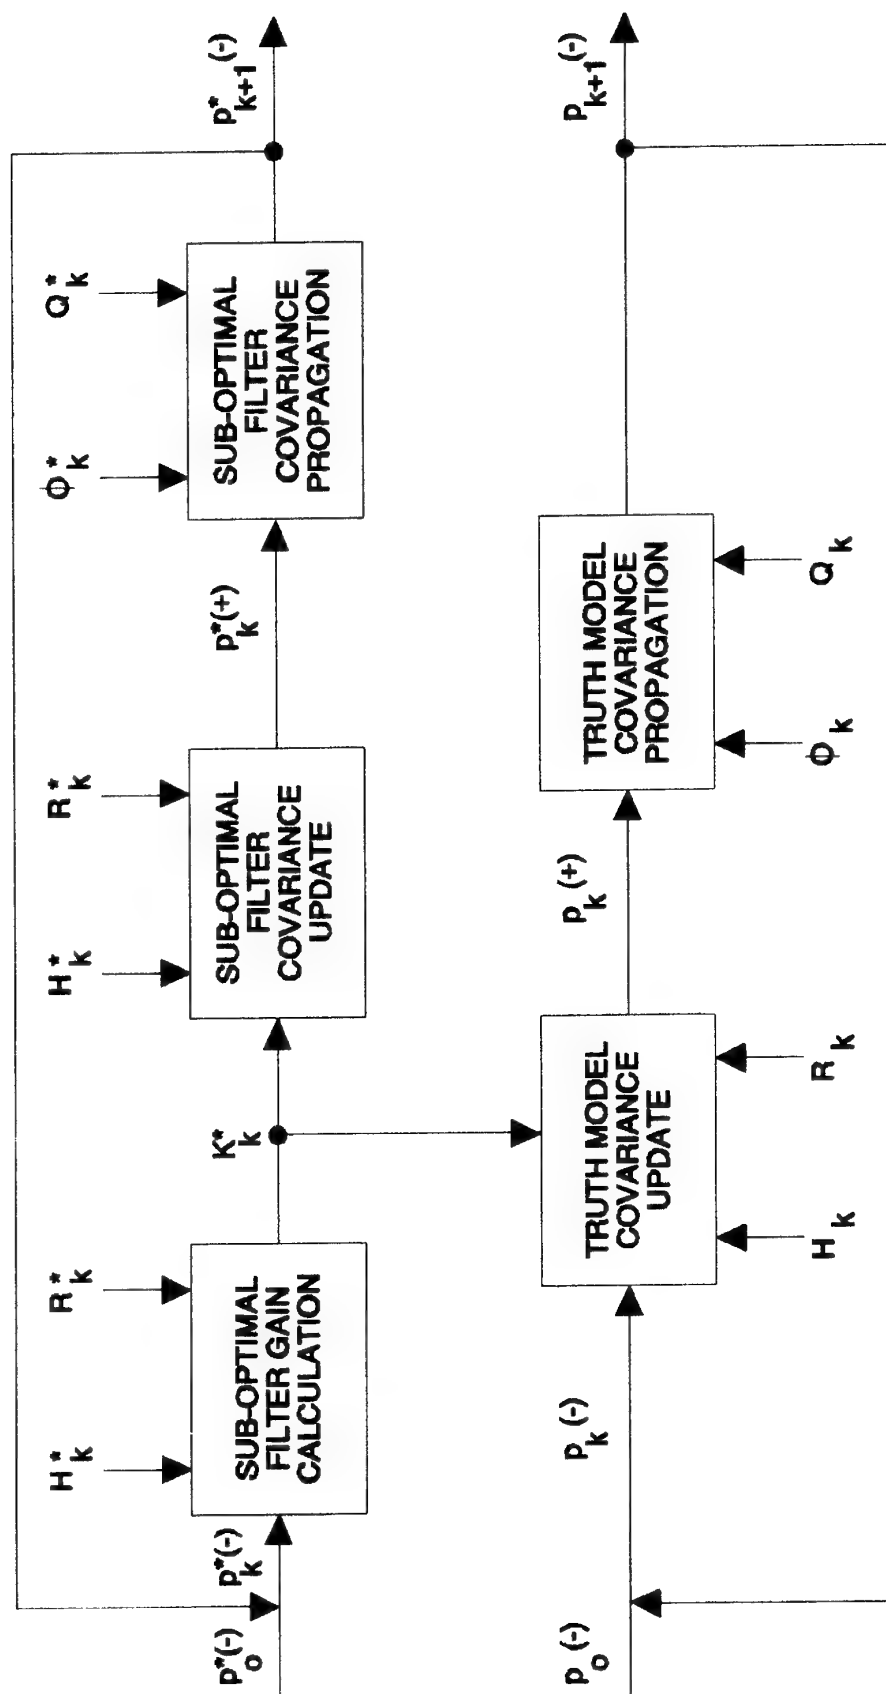 H*k
R*k
H*k
R*k
Φ*k
Q*k
p*o(-)
p*k(-)
SUB-OPTIMAL
FILTER GAIN
CALCULATION
K*k
SUB-OPTIMAL
FILTER
COVARIANCE
UPDATE
p*k(+)
SUB-OPTIMAL
FILTER
COVARIANCE
PROPAGATION
p*k+1(-)
po(-)
pk(-)
TRUTH MODEL
COVARIANCE
UPDATE
pk(+)
TRUTH MODEL
COVARIANCE
PROPAGATION
pk+1(-)
Hk
Rk
Φk
Qk